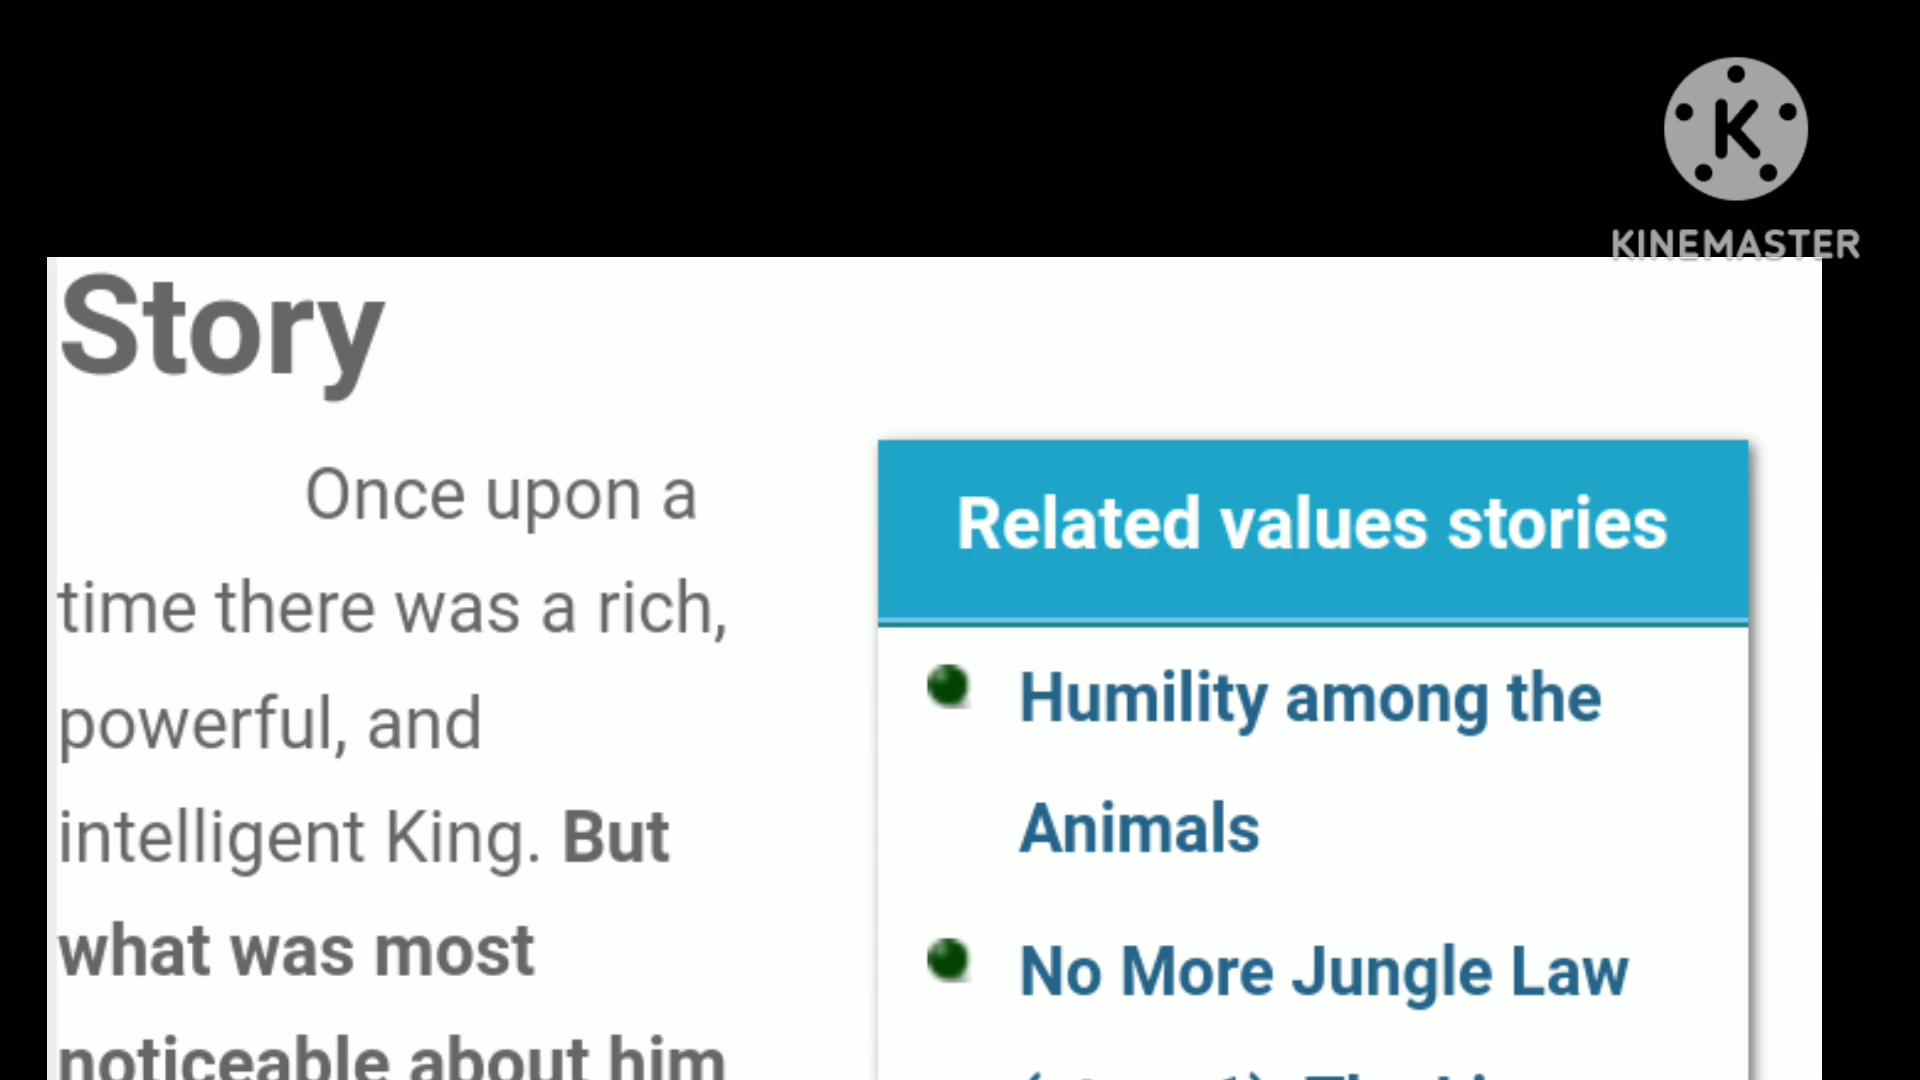 K
KINEMASTER
Story
Once upon a
time there was a rich,
powerful, and
intelligent King. But
what was most
noticeable about him
Related values stories
Humility among the
Animals
No More Jungle Law